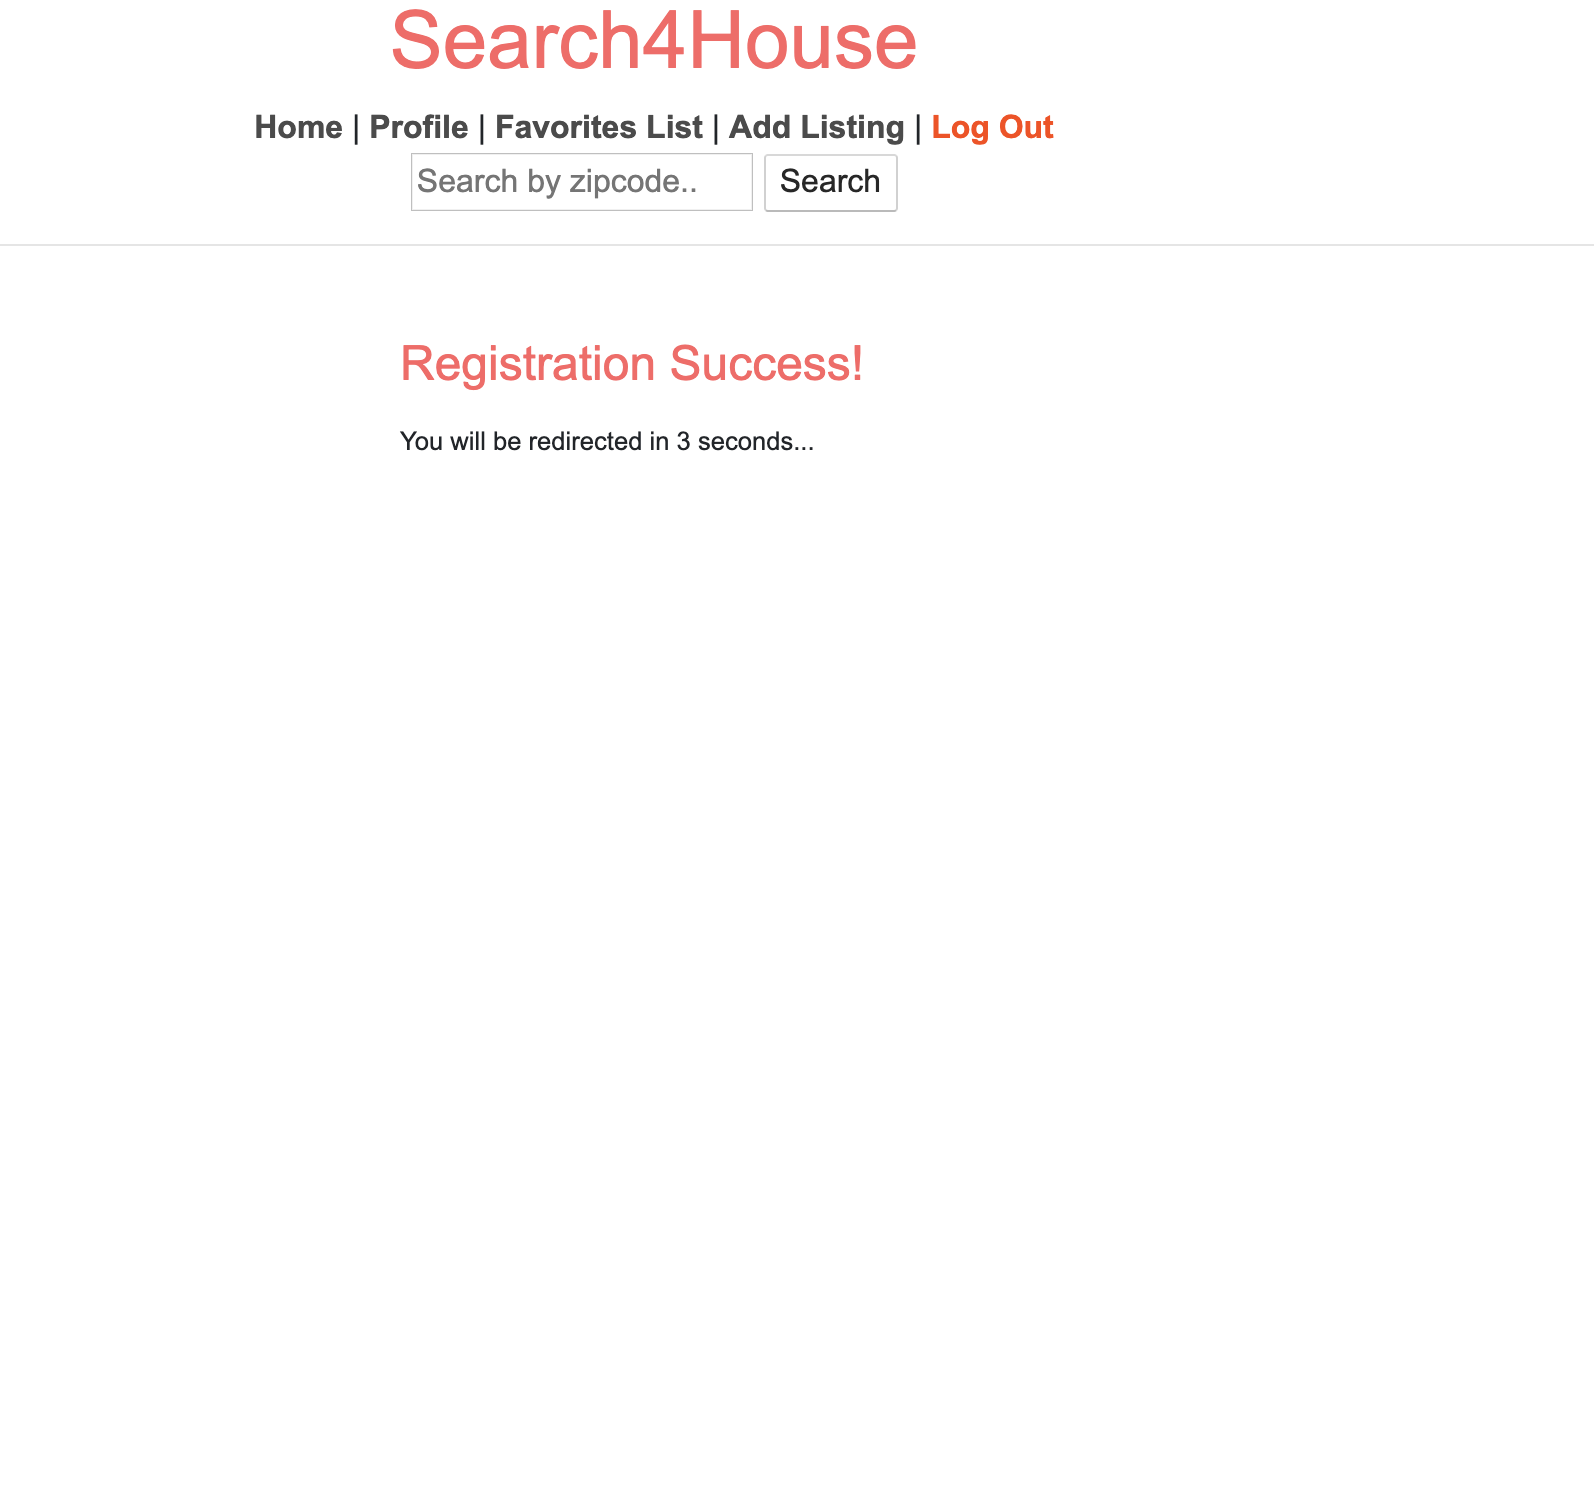 Search4House
Home | Profile | Favorites List | Add Listing | Log Out
Search by zipcode.. Search
Registration Success!
You will be redirected in 3 seconds...